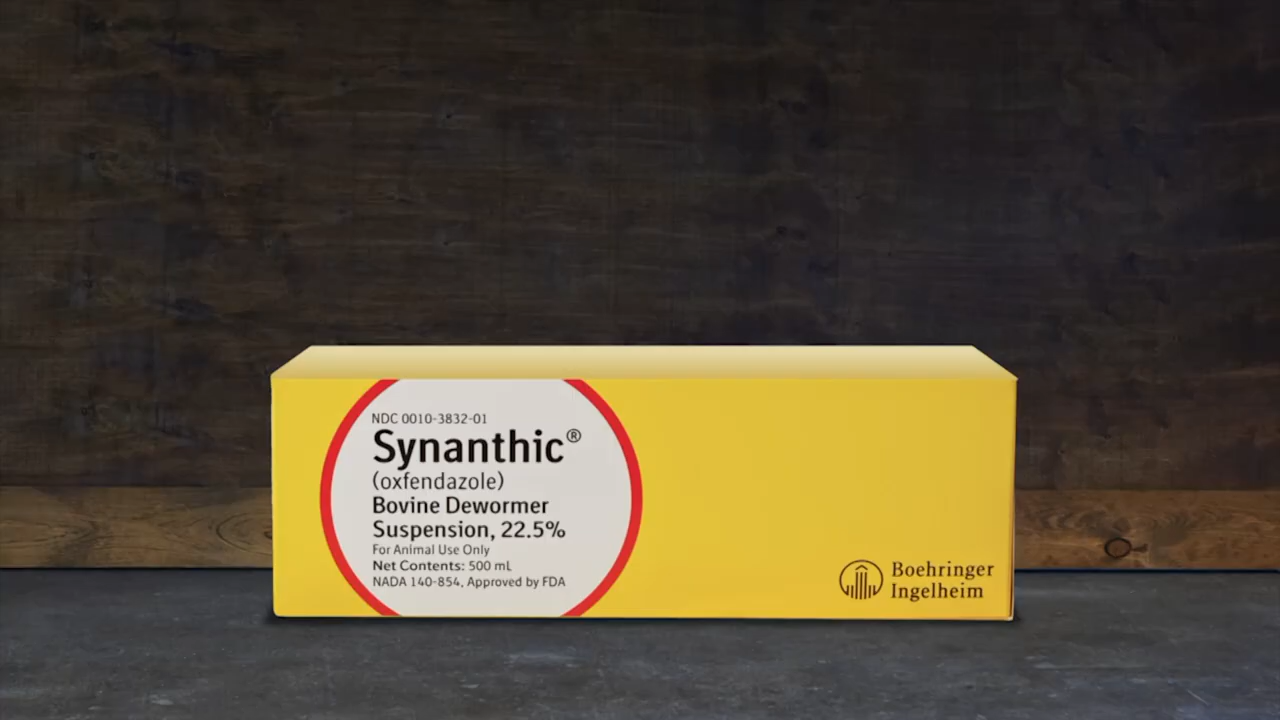 NDC 0010-3832-01
Synanthic®
(oxfendazole)
Bovine Dewormer
Suspension, 22.5%
For Animal Use Only
Net Contents: 500 mL
NADA 140-854, Approved by FDA
Boehringer
Ingelheim